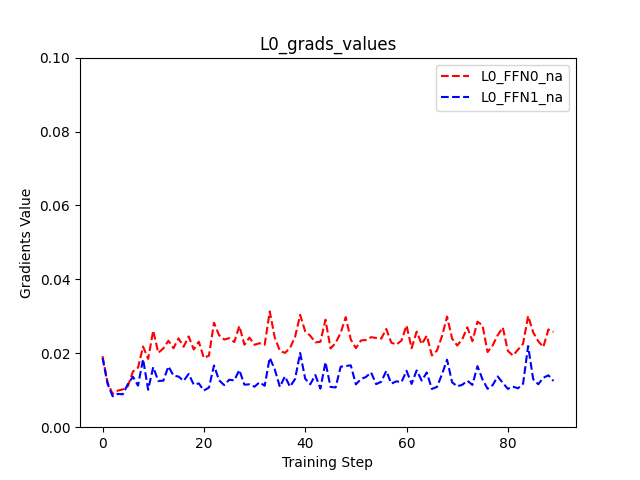 L0_grads_values
L0_FFN0_na
L0_FFN1_na
Gradients Value
0.10
0.08
0.06
0.04
0.02
0.00
0 20 40 60 80
Training Step